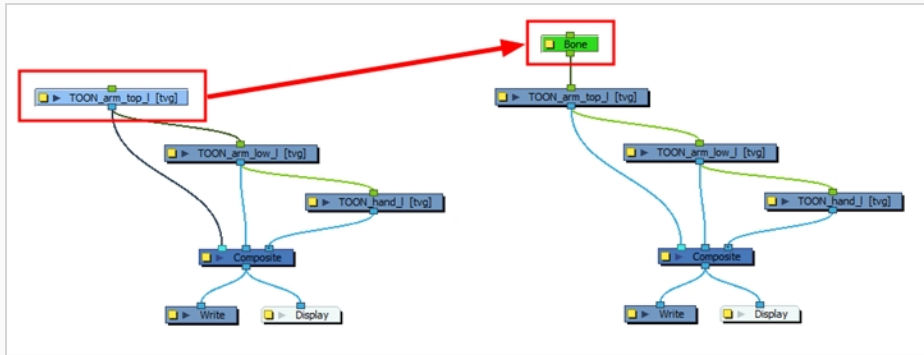 Bone
TOON_arm_top_l [tvg]
TOON_arm_top_l [tvg]
TOON_arm_low_l [tvg]
TOON_arm_low_l [tvg]
TOON_hand_l [tvg]
TOON_hand_l [tvg]
Composite
Composite
Write
Display
Write
Display